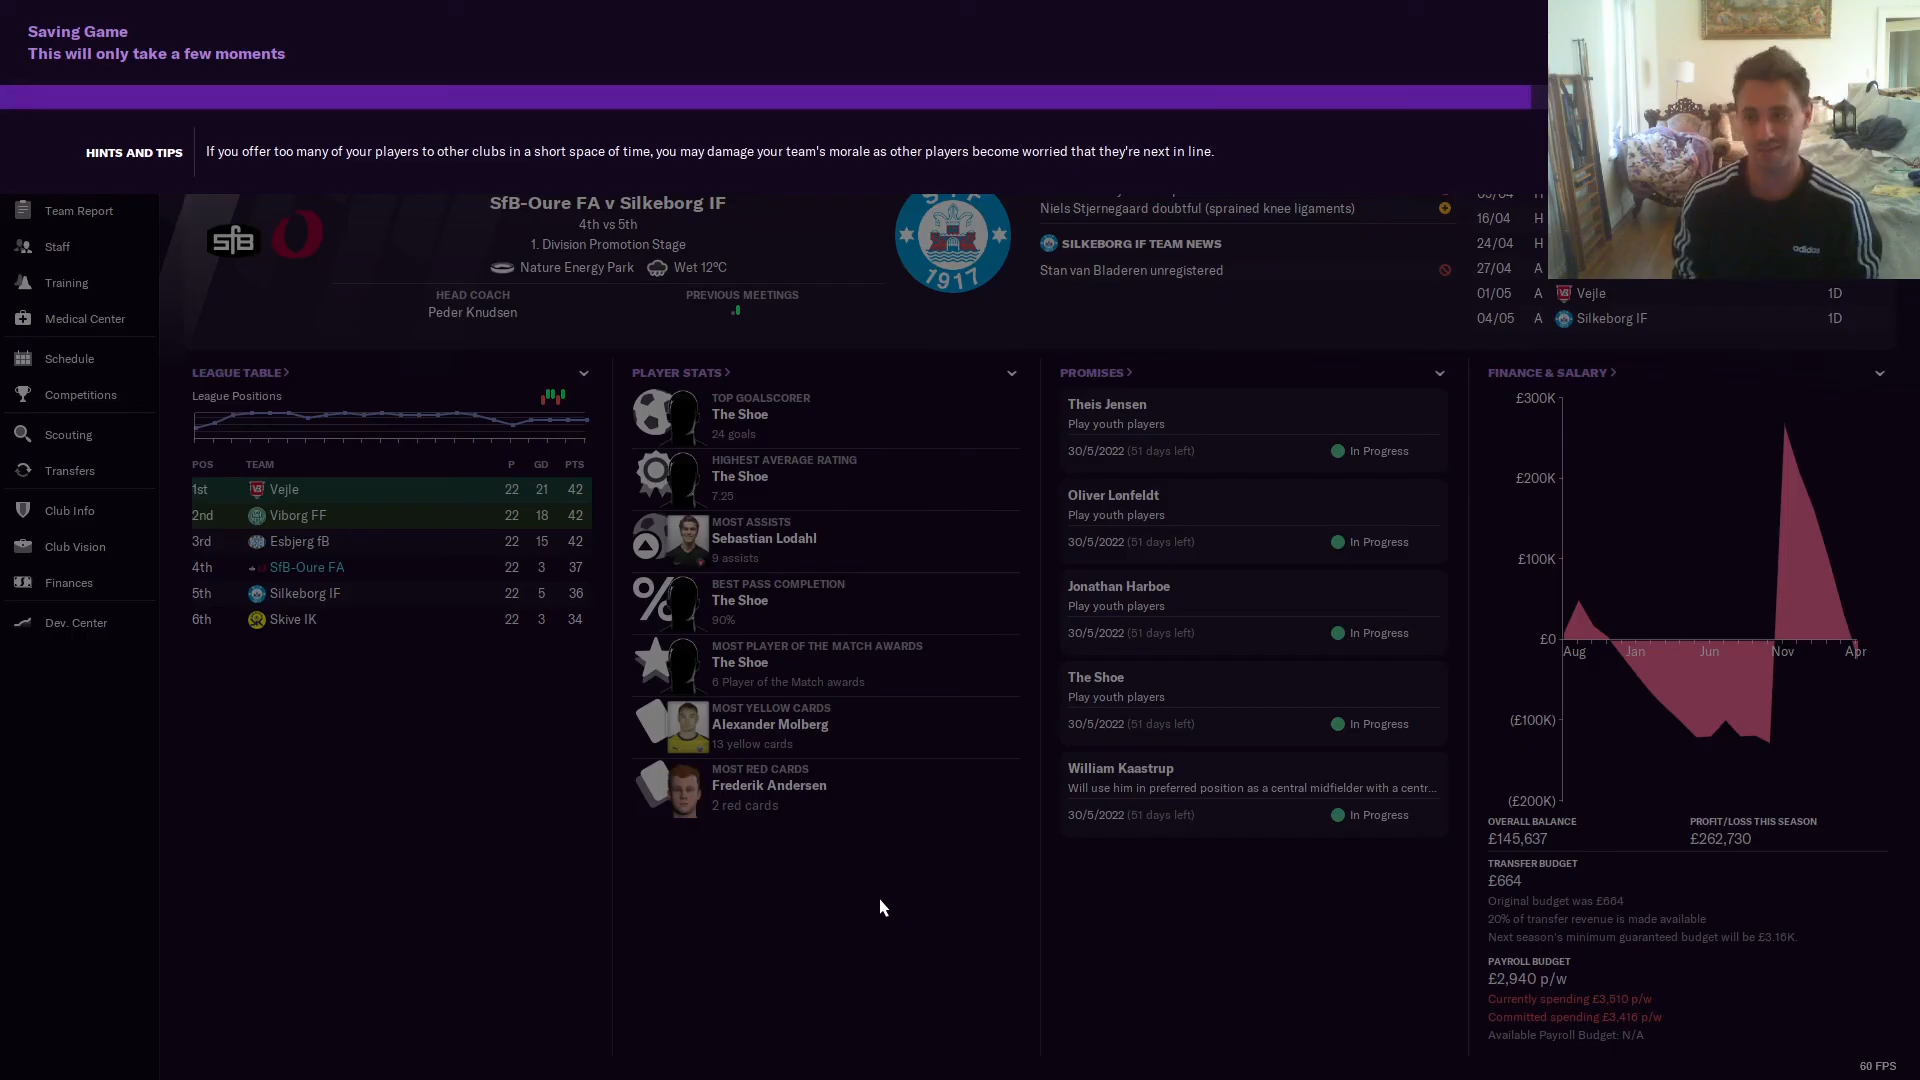 Saving Game
This will only take a few moments
HINTS AND TIPS
If you offer too many of your players to other clubs in a short space of time, you may damage your team's morale as other players become worried that they're next in line.
Team Report
Staff
Training
Medical Center
Schedule
Competitions
Scouting
Transfers
Club Info
Club Vision
Finances
Dev. Center
sfB
SfB-Oure FA v Silkeborg IF
4th vs 5th
1. Division Promotion Stage
Nature Energy Park
Wet 12°C
HEAD COACH
Peder Knudsen
PREVIOUS MEETINGS
1917
Niels Stjernegaard doubtful (sprained knee ligaments)
SILKEBORG IF TEAM NEWS
Stan van Bladeren unregistered
16/04 H
24/04 H
27/04 A
01/05 A Vejle 1D
04/05 A Silkeborg IF 1D
adidas
LEAGUE TABLE
League Positions
POS TEAM P GD PTS
1st Vejle 22 21 42
2nd Viborg FF 22 18 42
3rd Esbjerg fB 22 15 42
4th SfB-Oure FA 22 3 37
5th Silkeborg IF 22 5 36
6th Skive IK 22 3 34
PLAYER STATS
TOP GOALSCORER
The Shoe
24 goals
HIGHEST AVERAGE RATING
The Shoe
7.25
MOST ASSISTS
Sebastian Lodahl
9 assists
BEST PASS COMPLETION
The Shoe
90%
MOST PLAYER OF THE MATCH AWARDS
The Shoe
6 Player of the Match awards
MOST YELLOW CARDS
Alexander Molberg
13 yellow cards
MOST RED CARDS
Frederik Andersen
2 red cards
PROMISES
Theis Jensen
Play youth players
30/5/2022 (51 days left) In Progress
Oliver Lønfeldt
Play youth players
30/5/2022 (51 days left) In Progress
Jonathan Harboe
Play youth players
30/5/2022 (51 days left) In Progress
The Shoe
Play youth players
30/5/2022 (51 days left) In Progress
William Kaastrup
Will use him in preferred position as a central midfielder with a centr...
30/5/2022 (51 days left) In Progress
FINANCE & SALARY
£300K
£200K
£100K
£0
(£100K)
(£200K)
Aug Jan Jun Nov Apr
OVERALL BALANCE
£145,637
PROFIT/LOSS THIS SEASON
£262,730
TRANSFER BUDGET
£664
Original budget was £664
20% of transfer revenue is made available
Next season's minimum guaranteed budget will be £3.16K.
PAYROLL BUDGET
£2,940 p/w
Currently spending £3,510 p/w
Committed spending £3,416 p/w
Available Payroll Budget: N/A
60 FPS